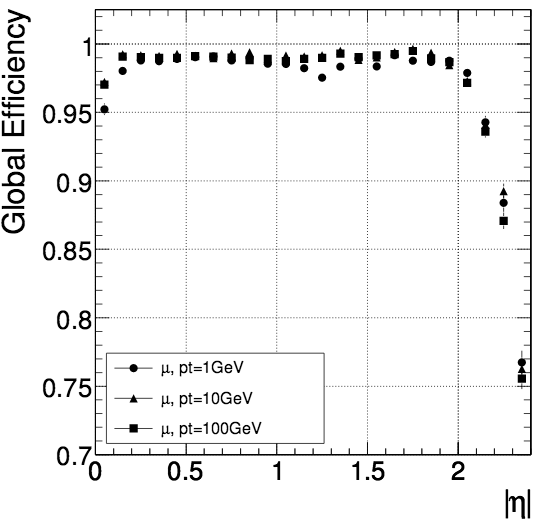 Global Efficiency
1
0.95
0.9
0.85
0.8
0.75
0.7
μ, pt=1GeV
μ, pt=10GeV
μ, pt=100GeV
0 0.5 1 1.5 2
|η|